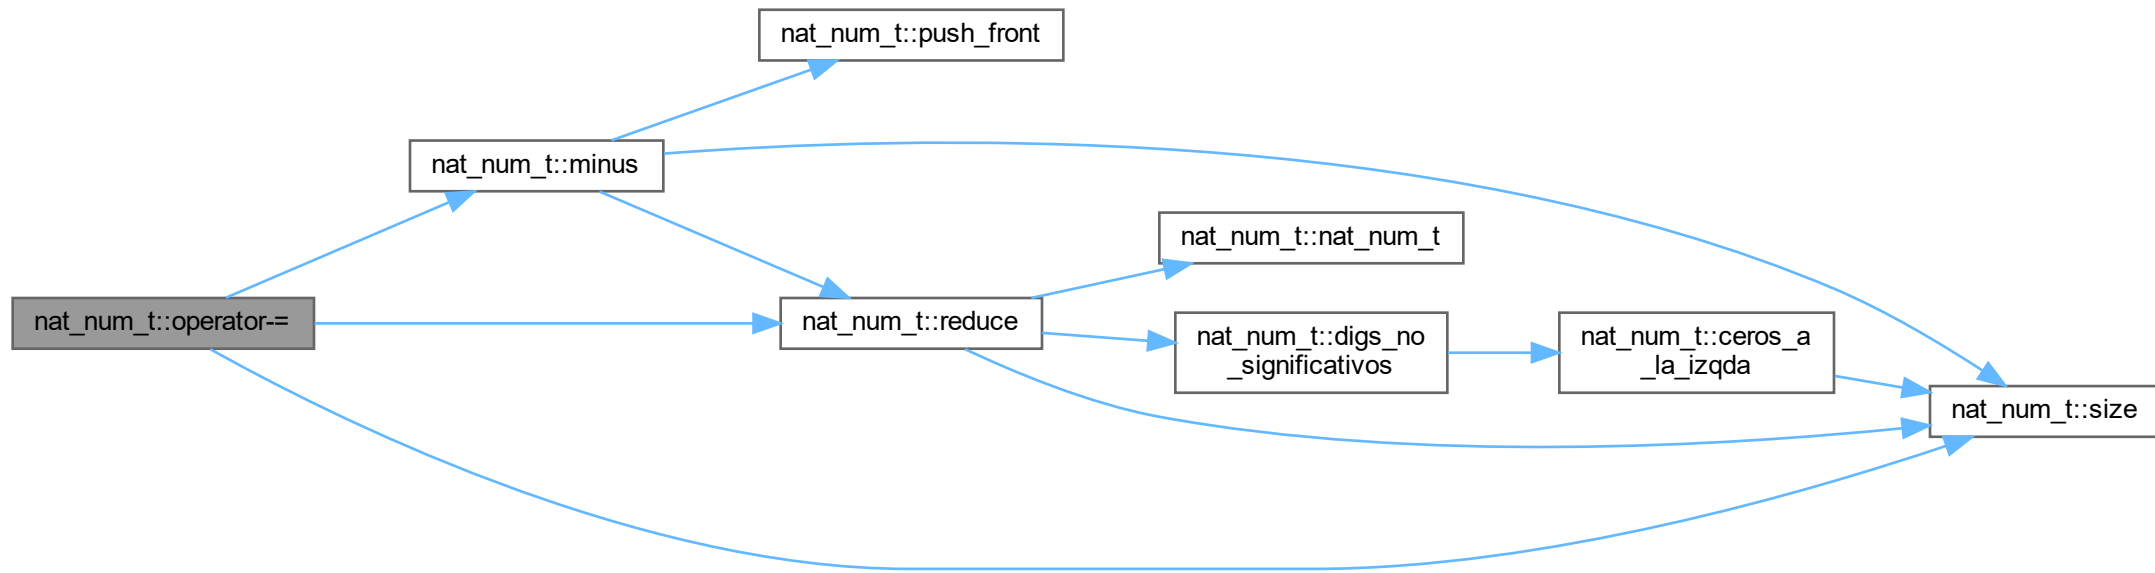 nat_num_t::push_front
nat_num_t::minus
nat_num_t::nat_num_t
nat_num_t::operator-=
nat_num_t::reduce
nat_num_t::digs_no
_significativos
nat_num_t::ceros_a
_la_izqda
nat_num_t::size